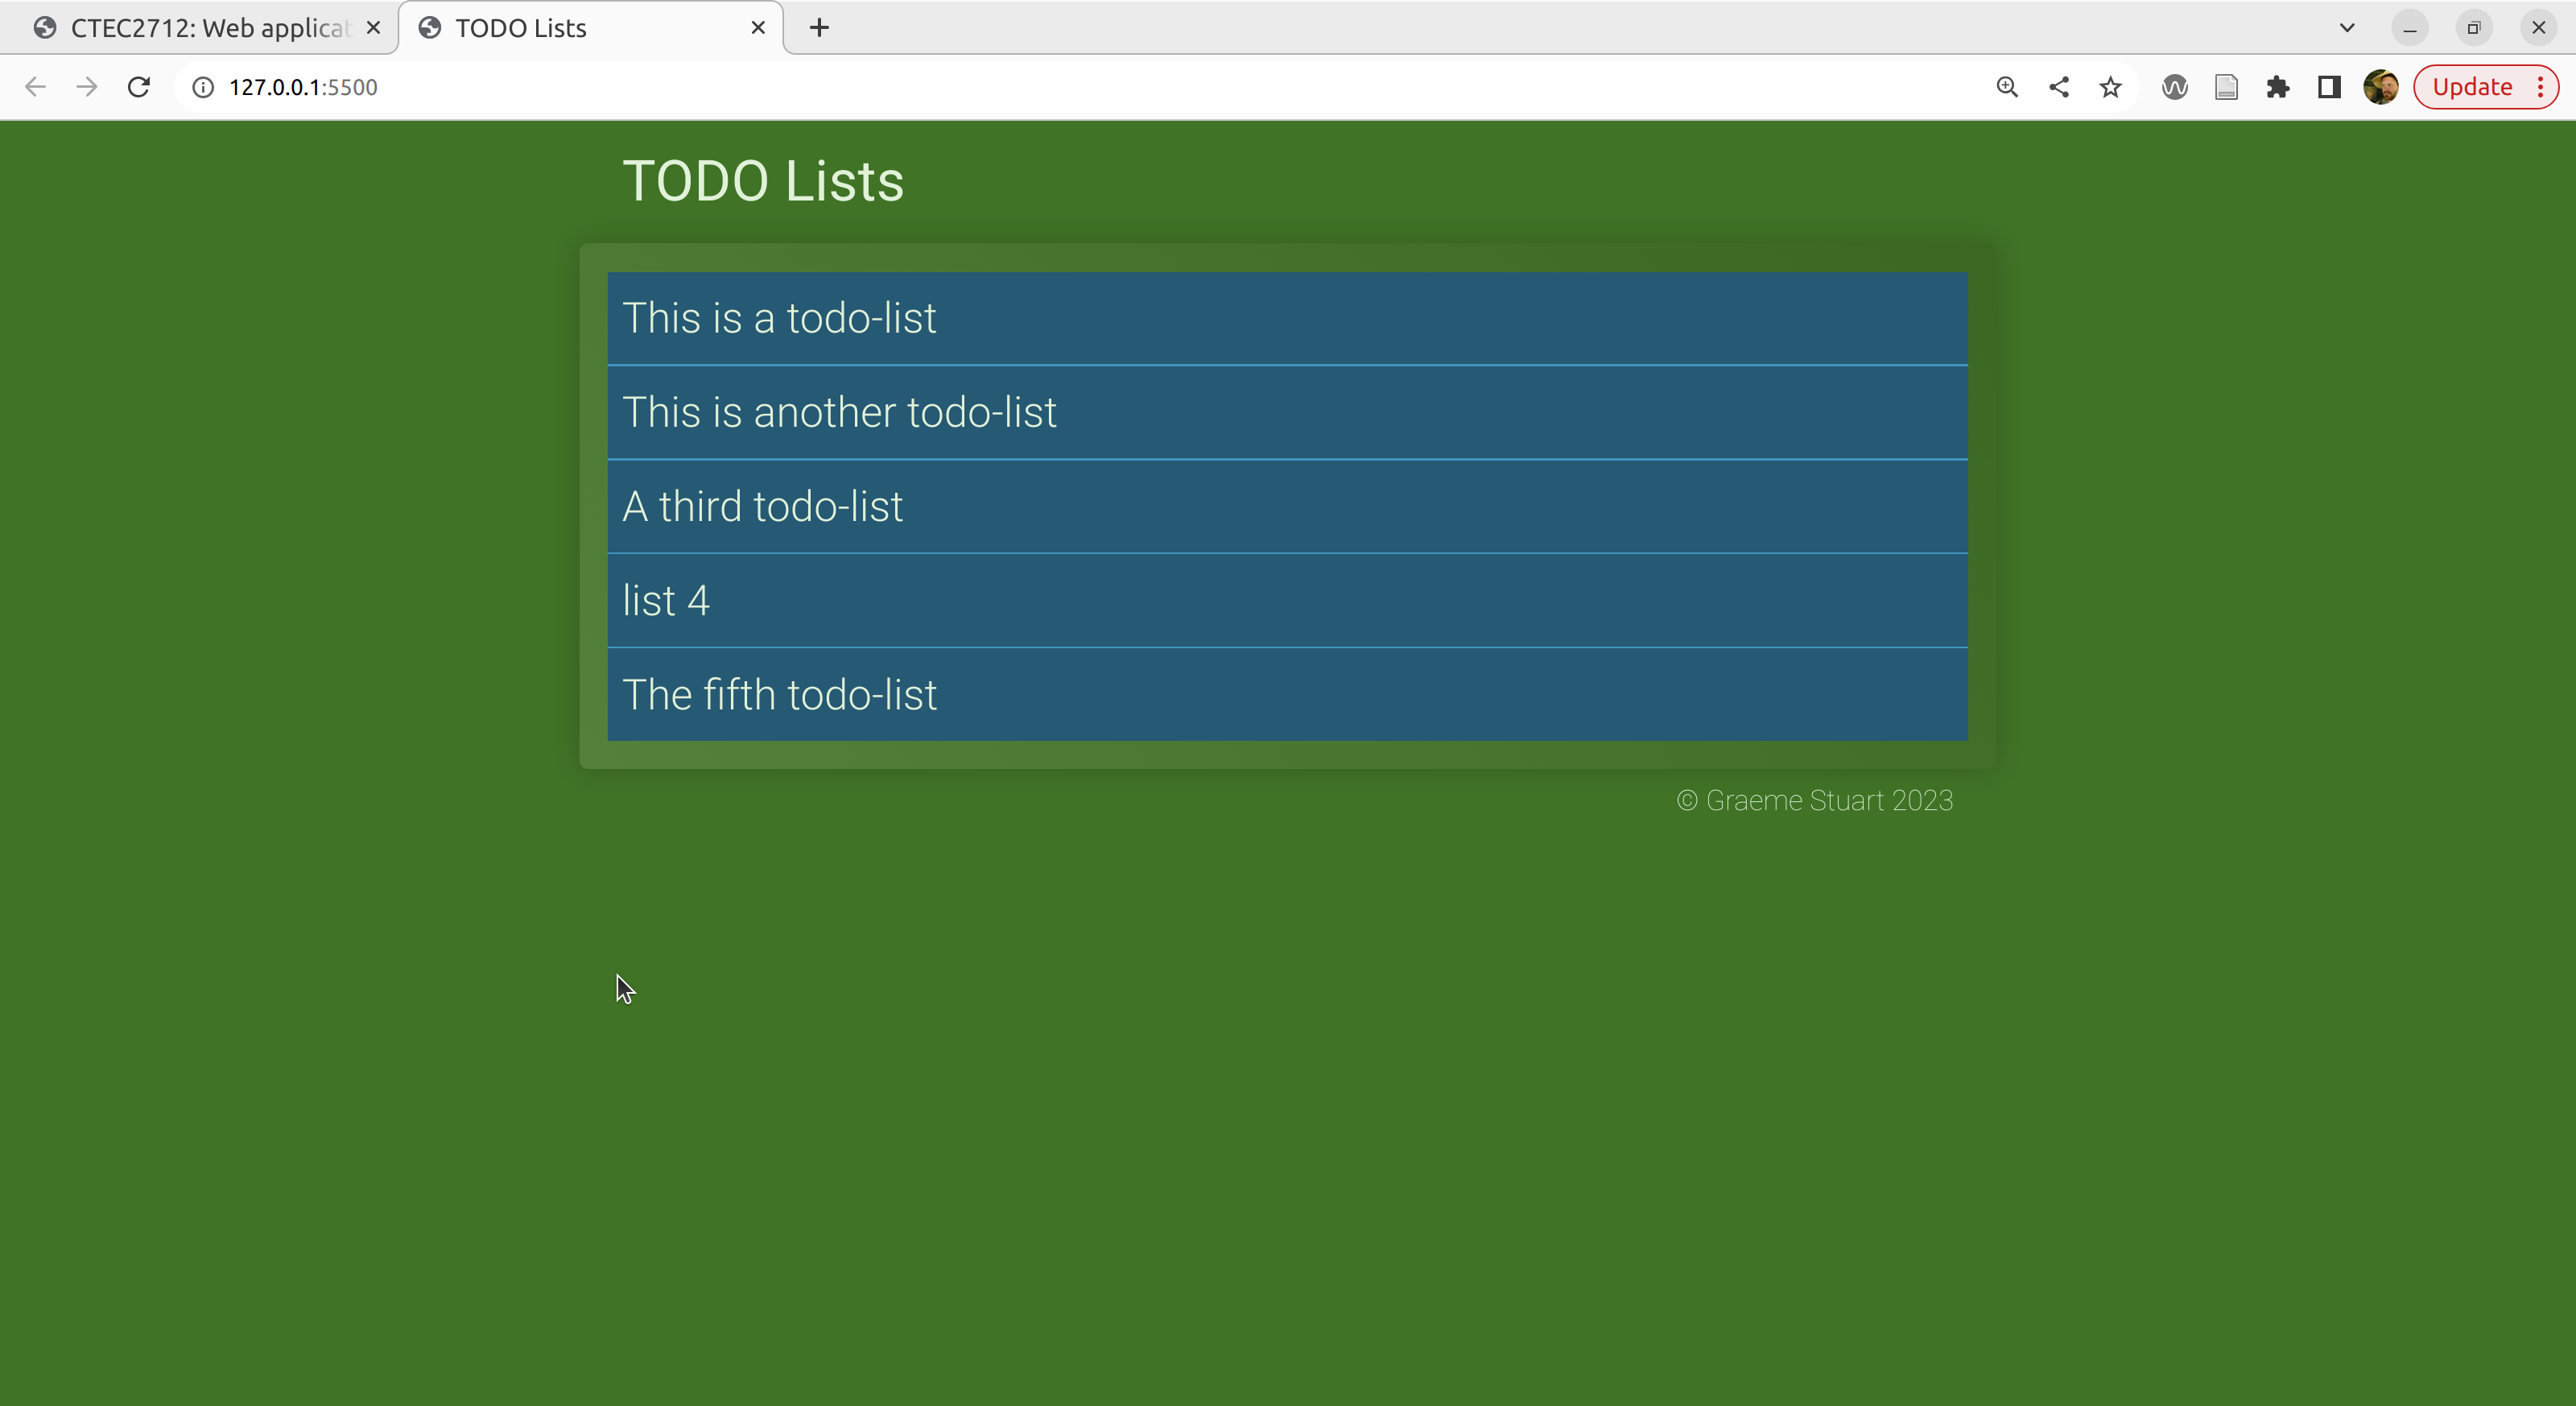 CTEC2712: Web applicat
TODO Lists
127.0.0.1:5500
Update
TODO Lists
This is a todo-list
This is another todo-list
A third todo-list
list 4
The fifth todo-list
© Graeme Stuart 2023